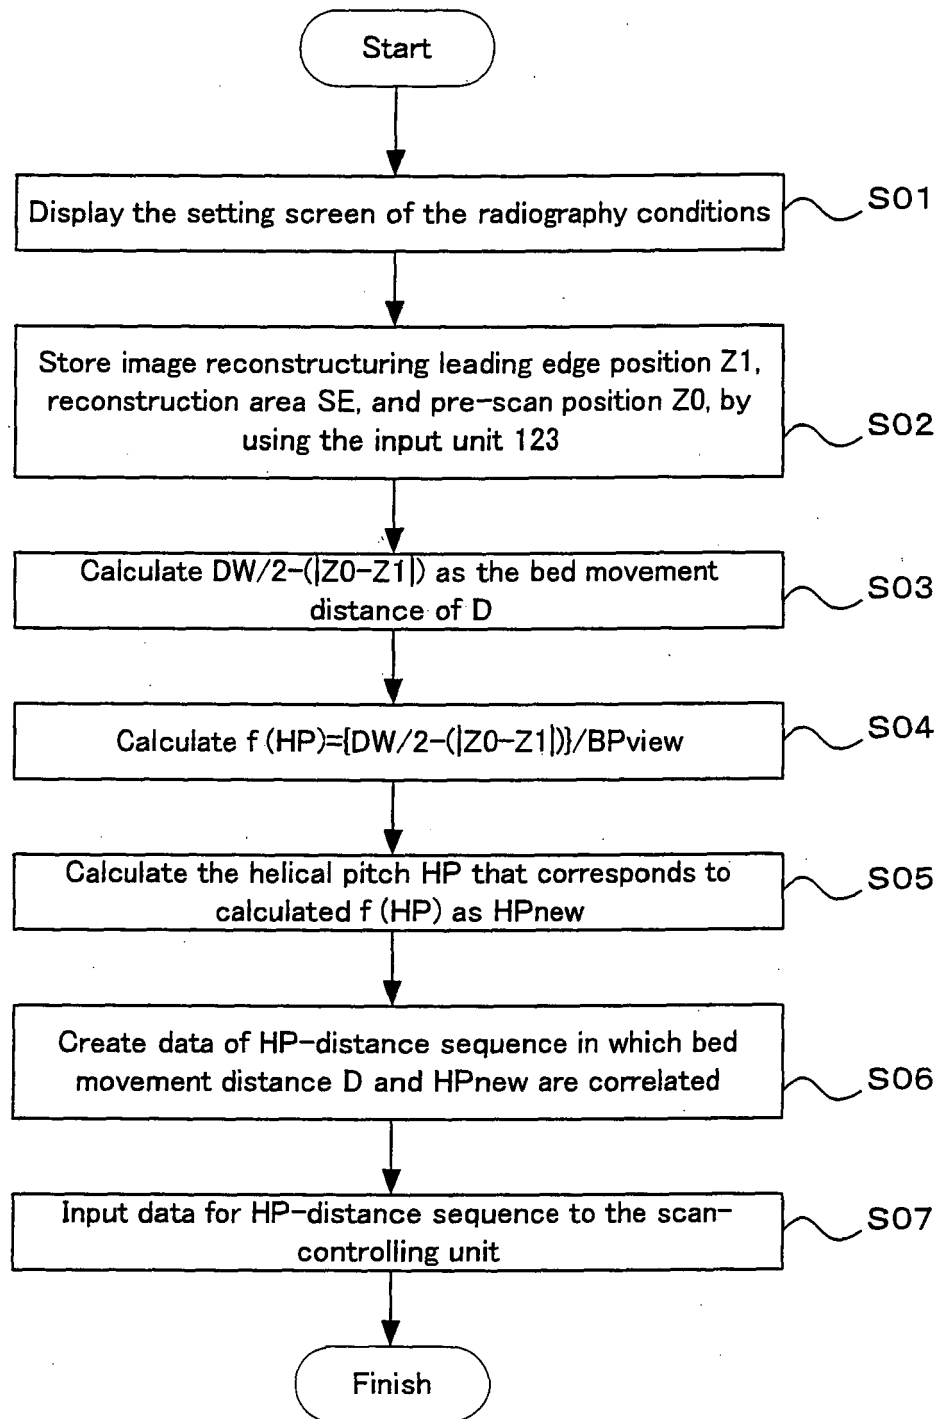 Start
Display the setting screen of the radiography conditions
S01
Store image reconstructuring leading edge position Z1,
reconstruction area SE, and pre-scan position Z0, by
using the input unit 123
S02
Calculate DW/2-(|Z0-Z1|) as the bed movement
distance of D
S03
Calculate f(HP)={DW/2-(|Z0-Z1|)}/BPview
S04
Calculate the helical pitch HP that corresponds to
calculated f(HP) as HPnew
S05
Create data of HP-distance sequence in which bed
movement distance D and HPnew are correlated
S06
Input data for HP-distance sequence to the scan-
controlling unit
S07
Finish